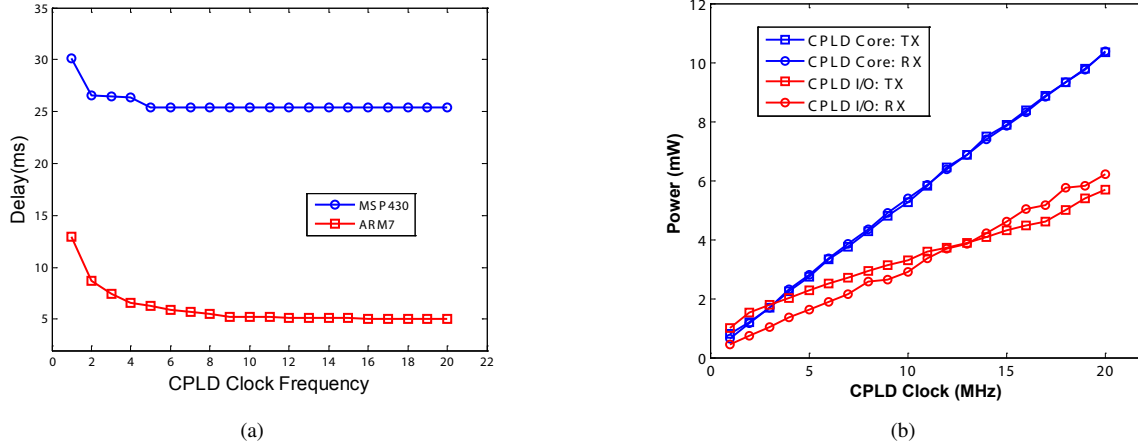 35
30
25
20
15
10
5
0 2 4 6 8 10 12 14 16 18 20 22
Delay(ms)
CPLD Clock Frequency
MSP430
ARM7
(a)
12
10
8
6
4
2
0
0 5 10 15 20
Power (mW)
CPLD Clock (MHz)
CPLD Core: TX
CPLD Core: RX
CPLD I/O: TX
CPLD I/O: RX
(b)